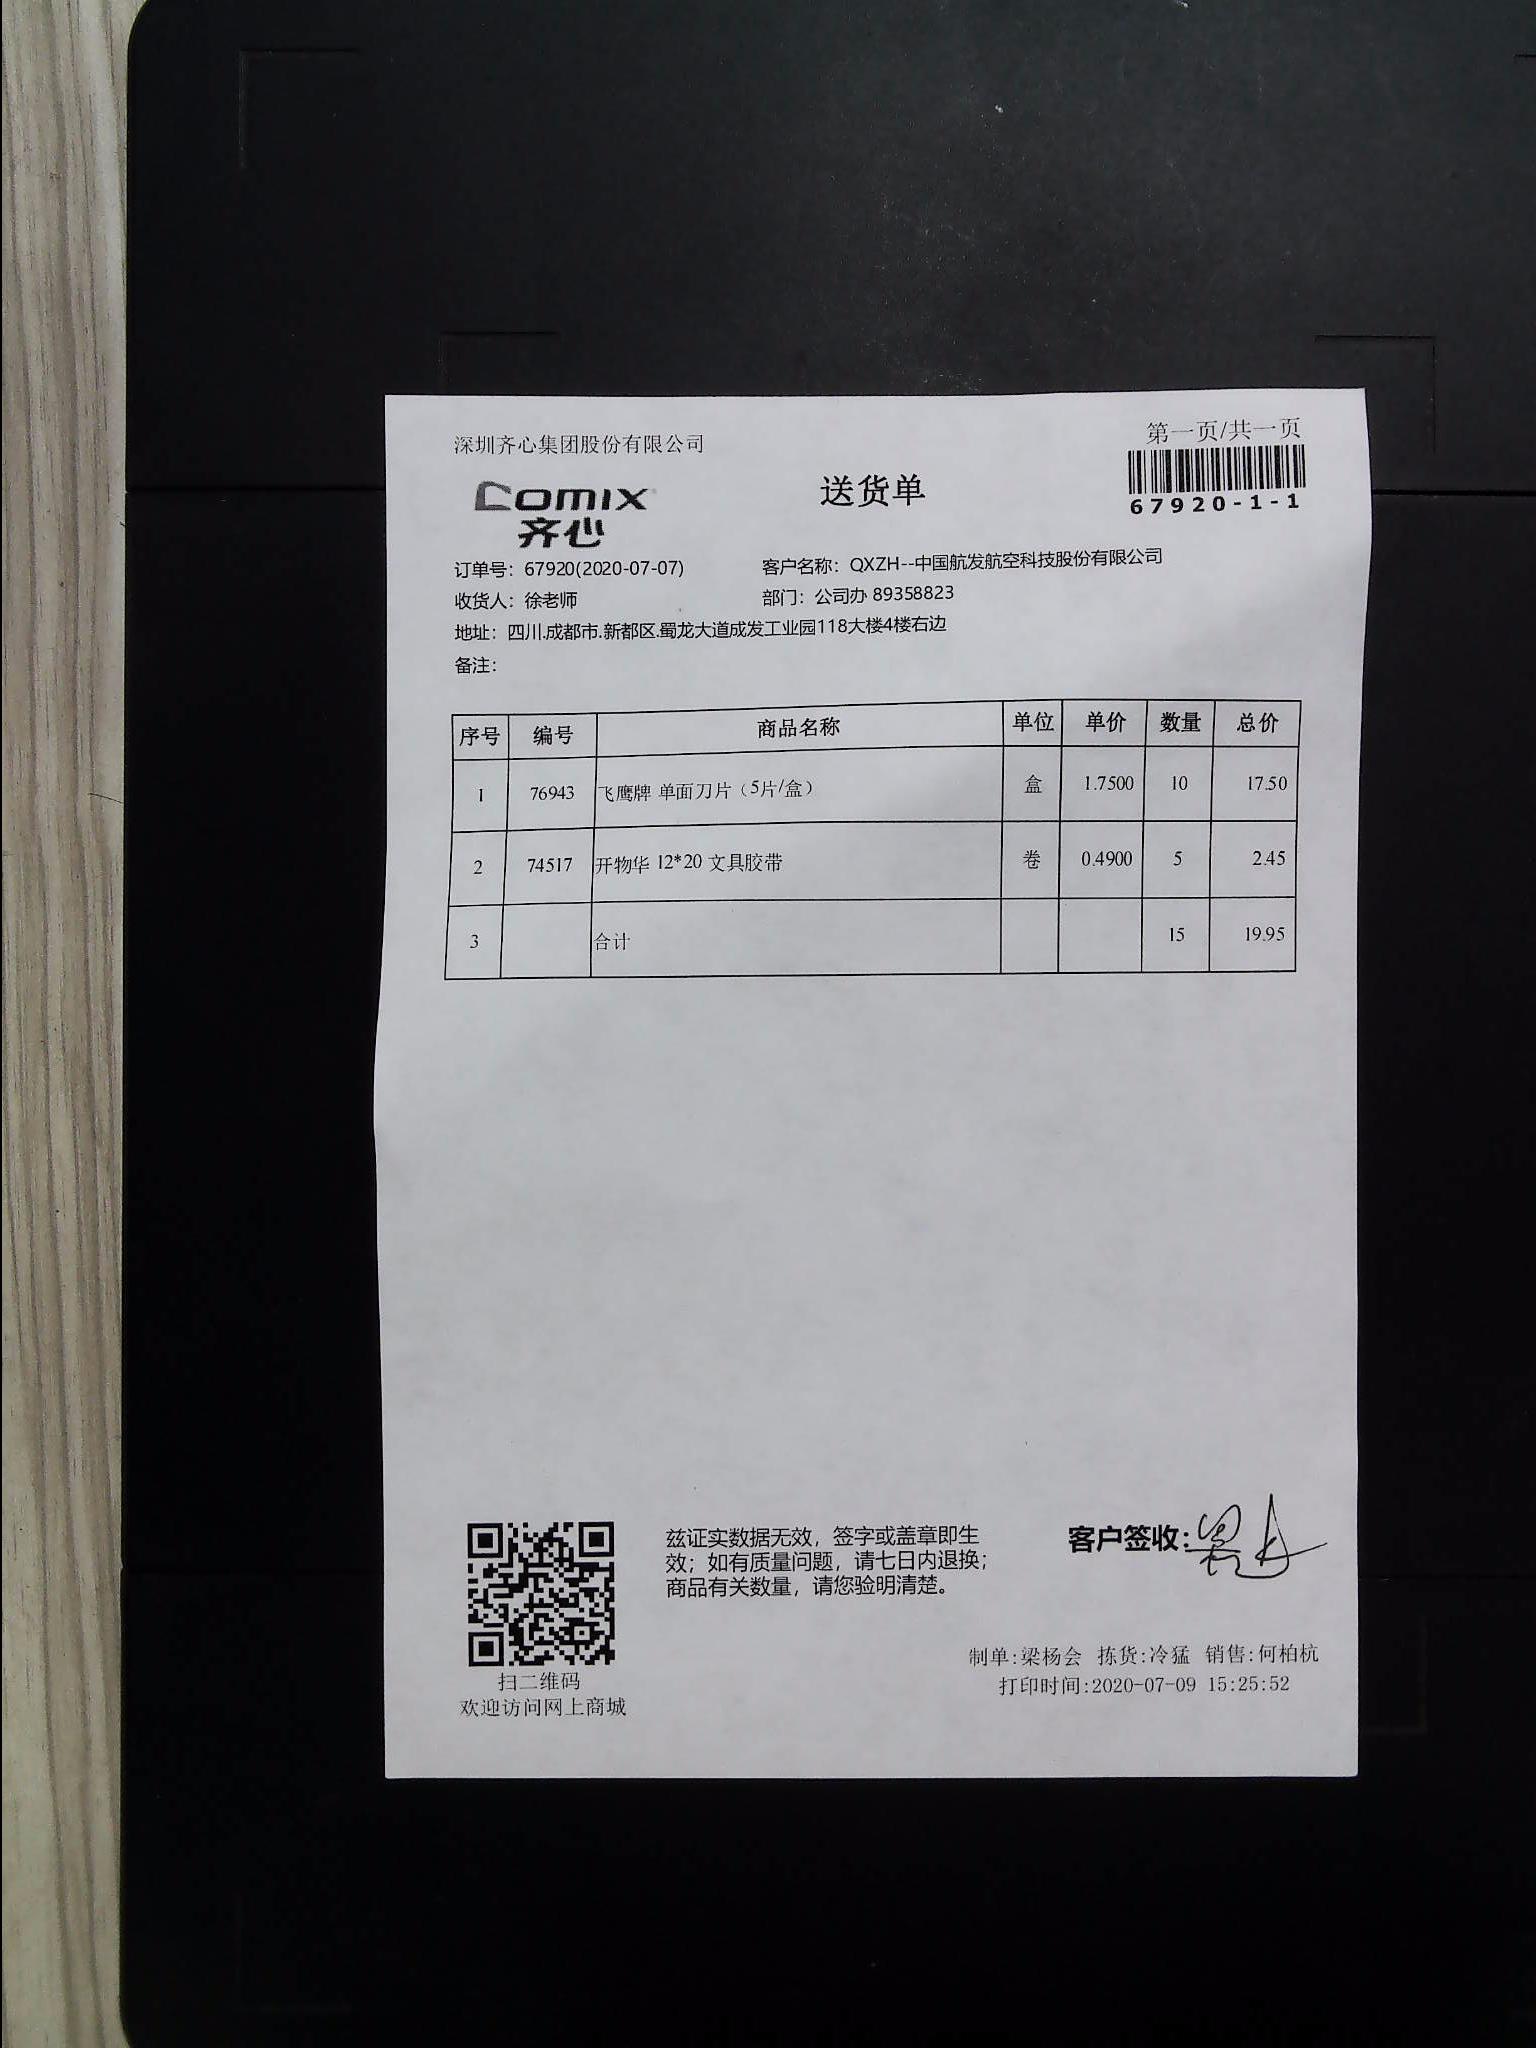 深圳齐心集团股份有限公司
第一页/共一页
COMIX
齐心
送货单
67920-1-1
订单号：67920(2020-07-07) 客户名称：QXZH--中国航发航空科技股份有限公司
收货人：徐老师 部门：公司办 89358823
地址：四川.成都市.新都区.蜀龙大道成发工业园118大楼4楼右边
备注：
序号 编号 商品名称 单位 单价 数量 总价
1 76943 飞鹰牌 单面刀片（5片/盒） 盒 1.7500 10 17.50
2 74517 开物华 12*20 文具胶带 卷 0.4900 5 2.45
3 合计 15 19.95
兹证实数据无效，签字或盖章即生
效；如有质量问题，请七日内退换；
商品有关数量，请您验明清楚。
客户签收：
扫二维码
欢迎访问网上商城
制单:梁杨会 拣货:冷猛 销售:何柏杭
打印时间:2020-07-09 15:25:52